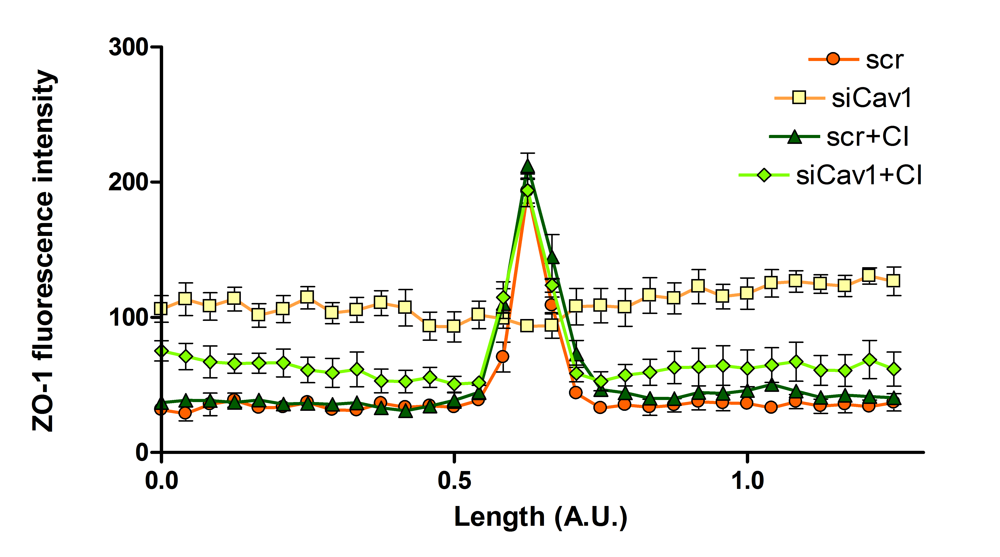 ZO-1 fluorescence intensity
300
200
100
0
0.0
0.5
1.0
Length (A.U.)
scr
siCav1
scr+CI
siCav1+CI